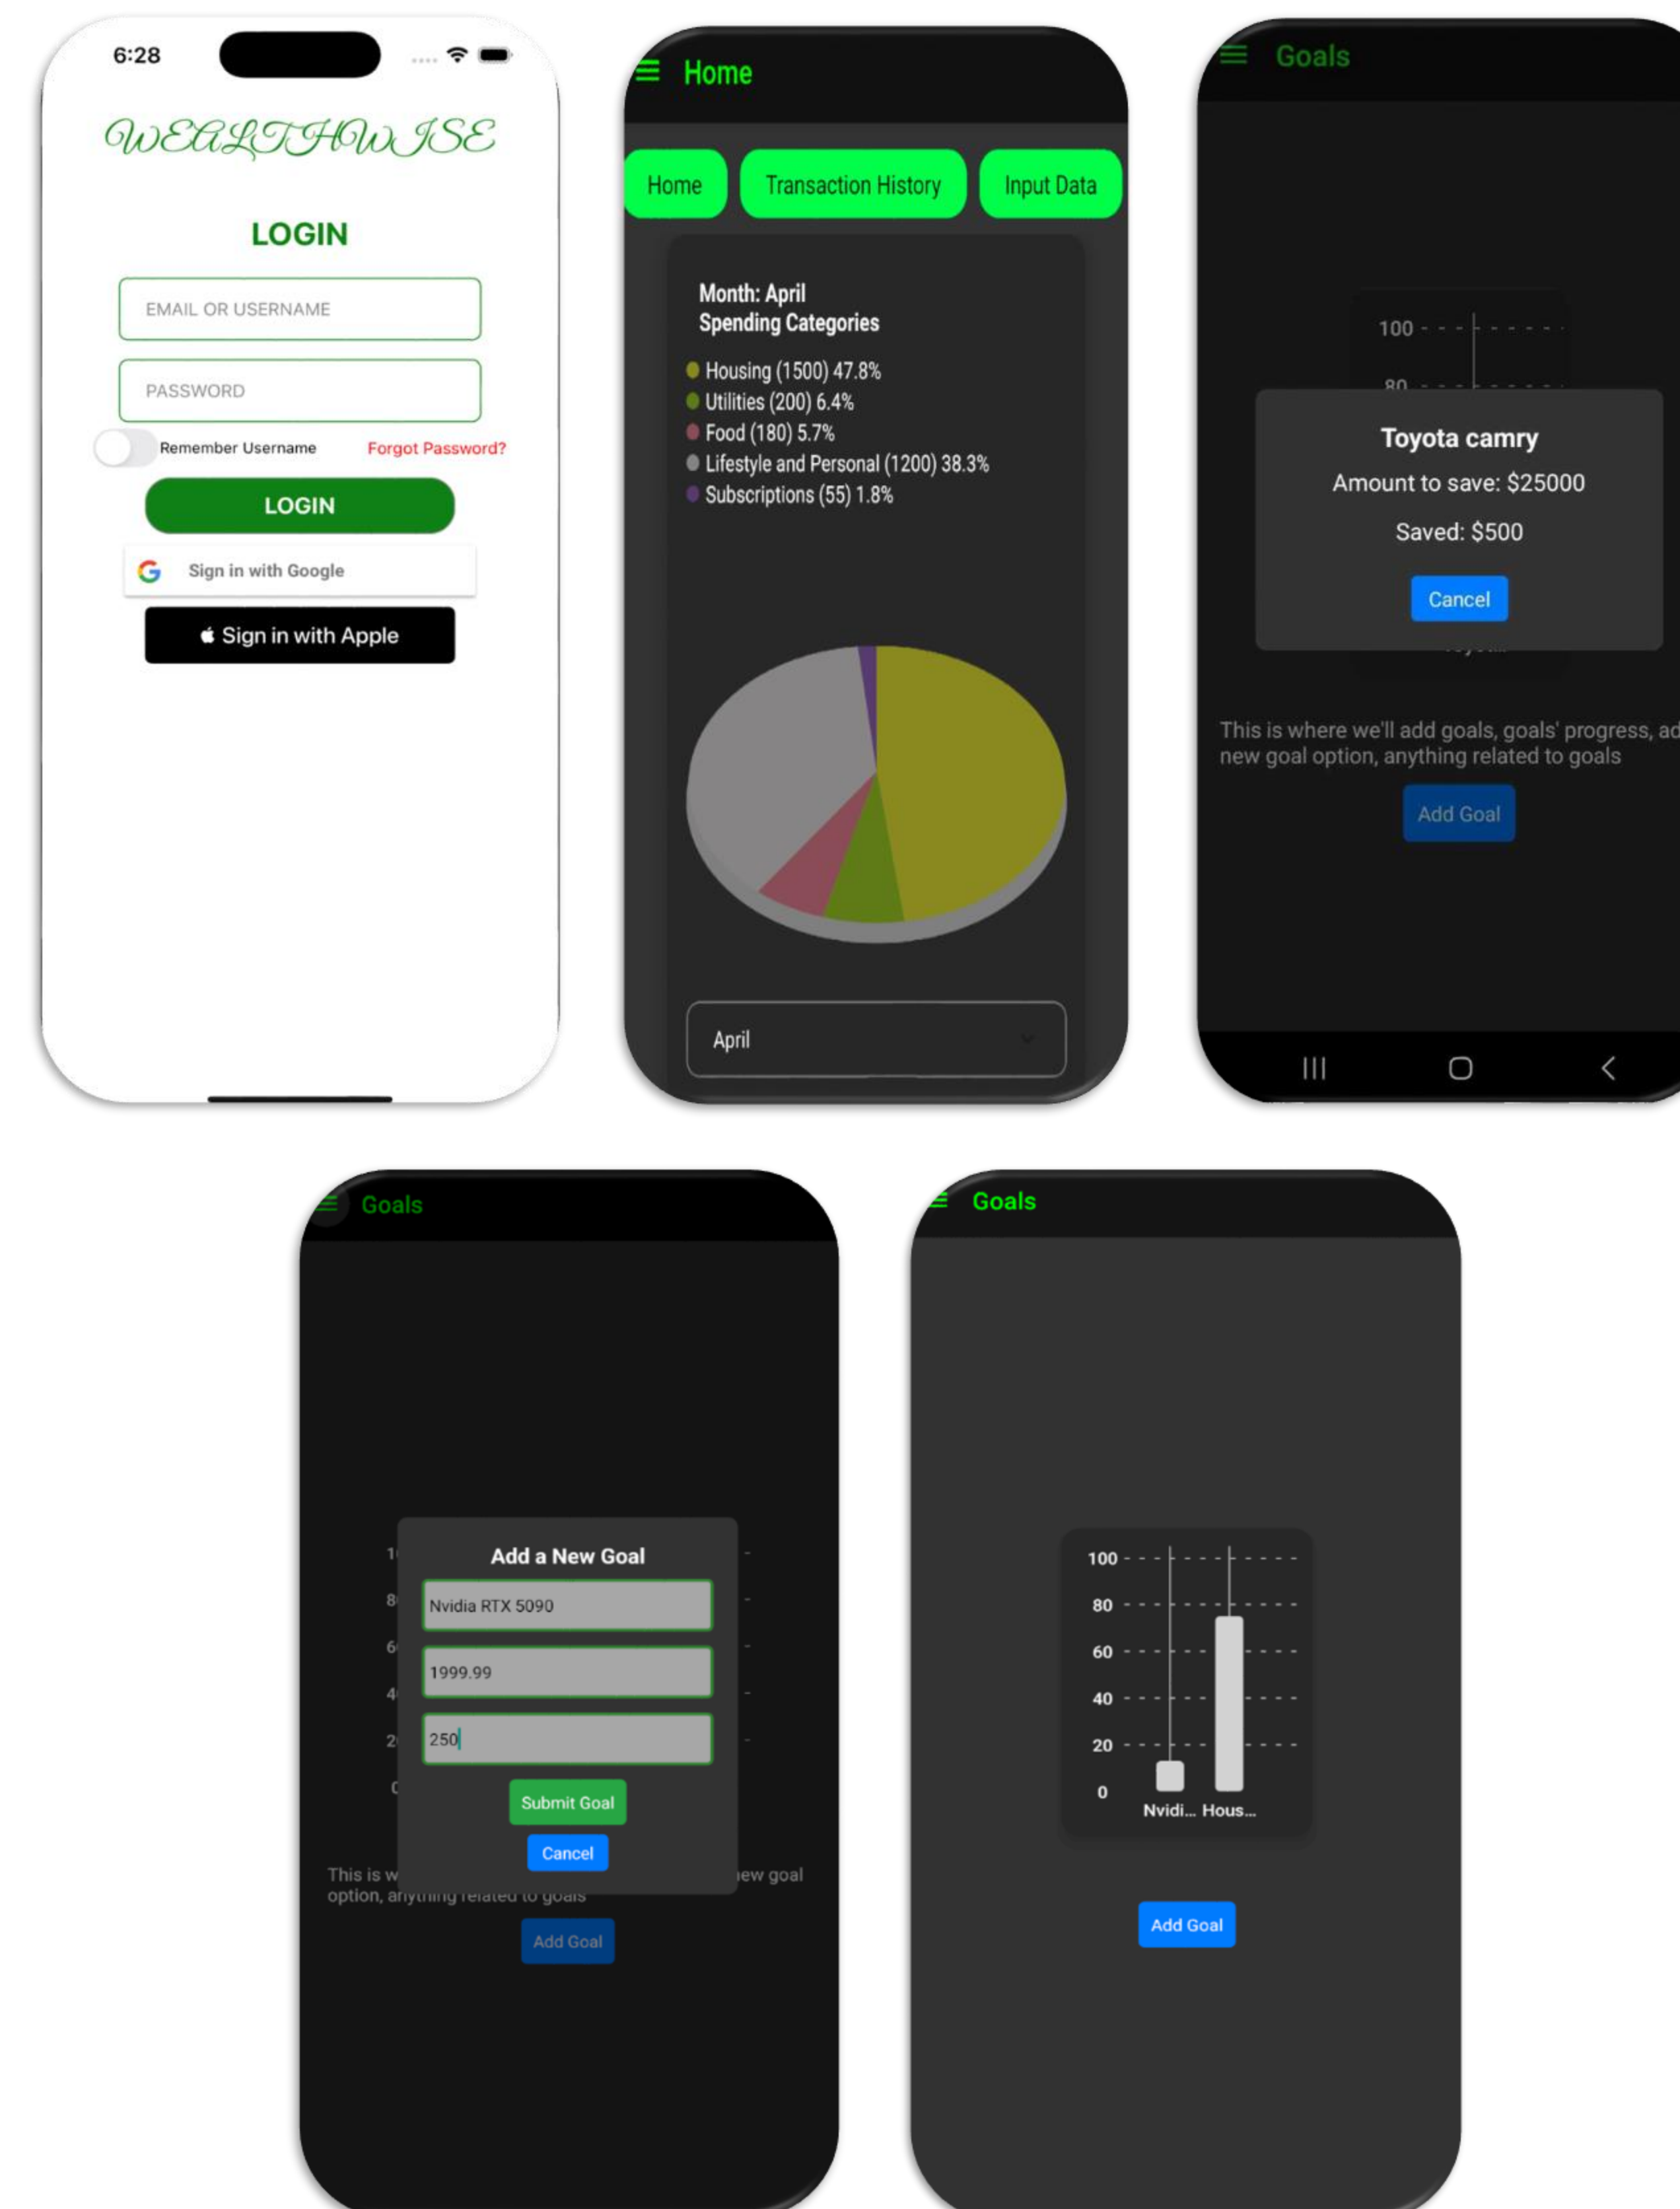 6:28
WEALTHWISE
LOGIN
EMAIL OR USERNAME
PASSWORD
Remember Username Forgot Password?
LOGIN
Sign in with Google
Sign in with Apple
Home
Home Transaction History Input Data
Month: April
Spending Categories
Housing (1500) 47.8%
Utilities (200) 6.4%
Food (180) 5.7%
Lifestyle and Personal (1200) 38.3%
Subscriptions (55) 1.8%
April
Goals
100
80
Toyota camry
Amount to save: $25000
Saved: $500
Cancel
This is where we'll add goals, goals' progress, ad
new goal option, anything related to goals
Add Goal
Goals
Add a New Goal
Nvidia RTX 5090
1999.99
250
Submit Goal
Cancel
This is w ew goal
option, anything related to goals
Add Goal
Goals
100
80
60
40
20
0
Nvidi... Hous...
Add Goal